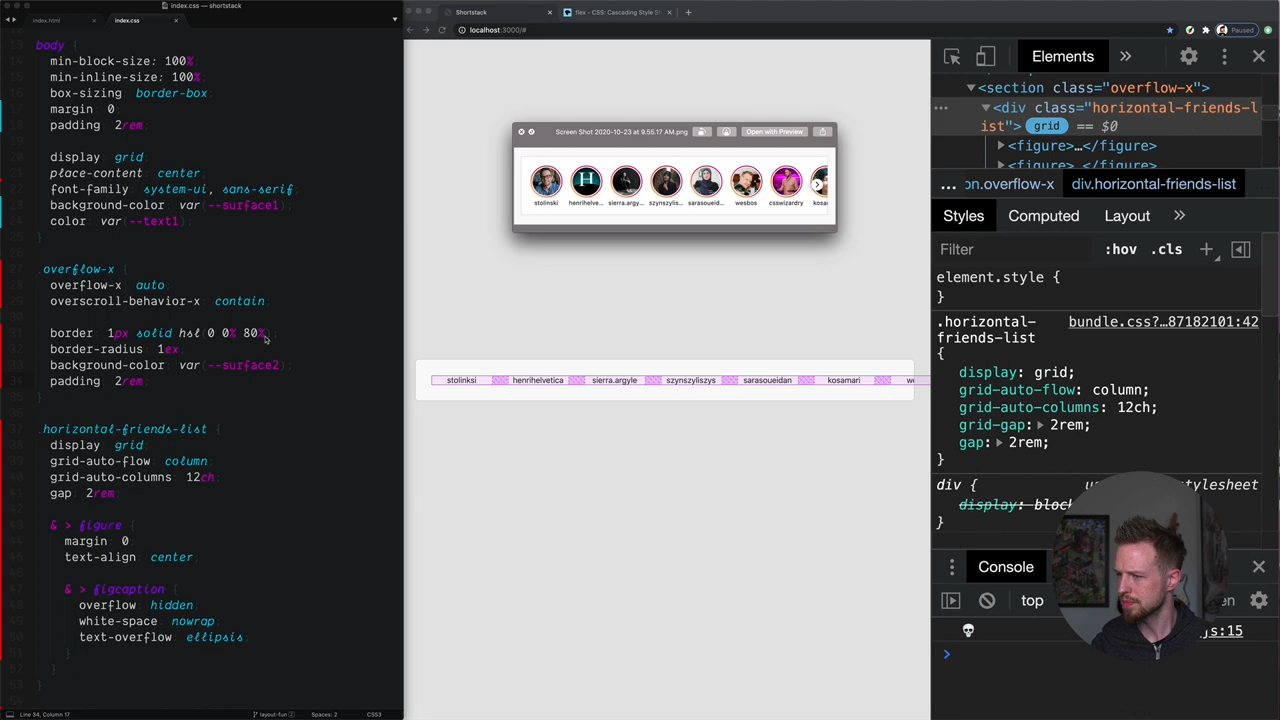 index.css — shortstack
index.html
index.css
body {
min-block-size: 100%;
min-inline-size: 100%;
box-sizing: border-box;
margin: 0;
padding: 2rem;
display: grid;
place-content: center;
font-family: system-ui, sans-serif;
background-color: var(--surface1);
color: var(--text1);
}
.overflow-x {
overflow-x: auto;
overscroll-behavior-x: contain;
border: 1px solid hsl(0 0% 80%);
border-radius: 1ex;
background-color: var(--surface2);
padding: 2rem;
}
.horizontal-friends-list {
display: grid;
grid-auto-flow: column;
grid-auto-columns: 12ch;
gap: 2rem;
& > figure {
margin: 0;
text-align: center;
& > figcaption {
overflow: hidden;
white-space: nowrap;
text-overflow: ellipsis;
}
}
}
Line 34, Column 17
layout-fun
Spaces: 2
CSS3
Shortstack
flex - CSS: Cascading Style S
localhost:3000/#
Paused
Screen Shot 2020-10-23 at 9.55.17 AM.png
Open with Preview
stolinski henrihelve... sierra.argy... szynszylis... sarasoueid... wesbos csswizardry kosa
stolinksi henrihelvetica sierra.argyle szynszyliszys sarasoueidan kosamari we
Elements
<section class="overflow-x">
<div class="horizontal-friends-l
ist"> grid == $0
<figure>…</figure>
<figure>…</figure>
… on.overflow-x div.horizontal-friends-list
Styles Computed Layout
Filter :hov .cls
element.style {
}
.horizontal-
friends-list
bundle.css?…87182101:42
{
display: grid;
grid-auto-flow: column;
grid-auto-columns: 12ch;
grid-gap: 2rem;
gap: 2rem;
}
div {
stylesheet
display: bloc
}
Console
top
js:15